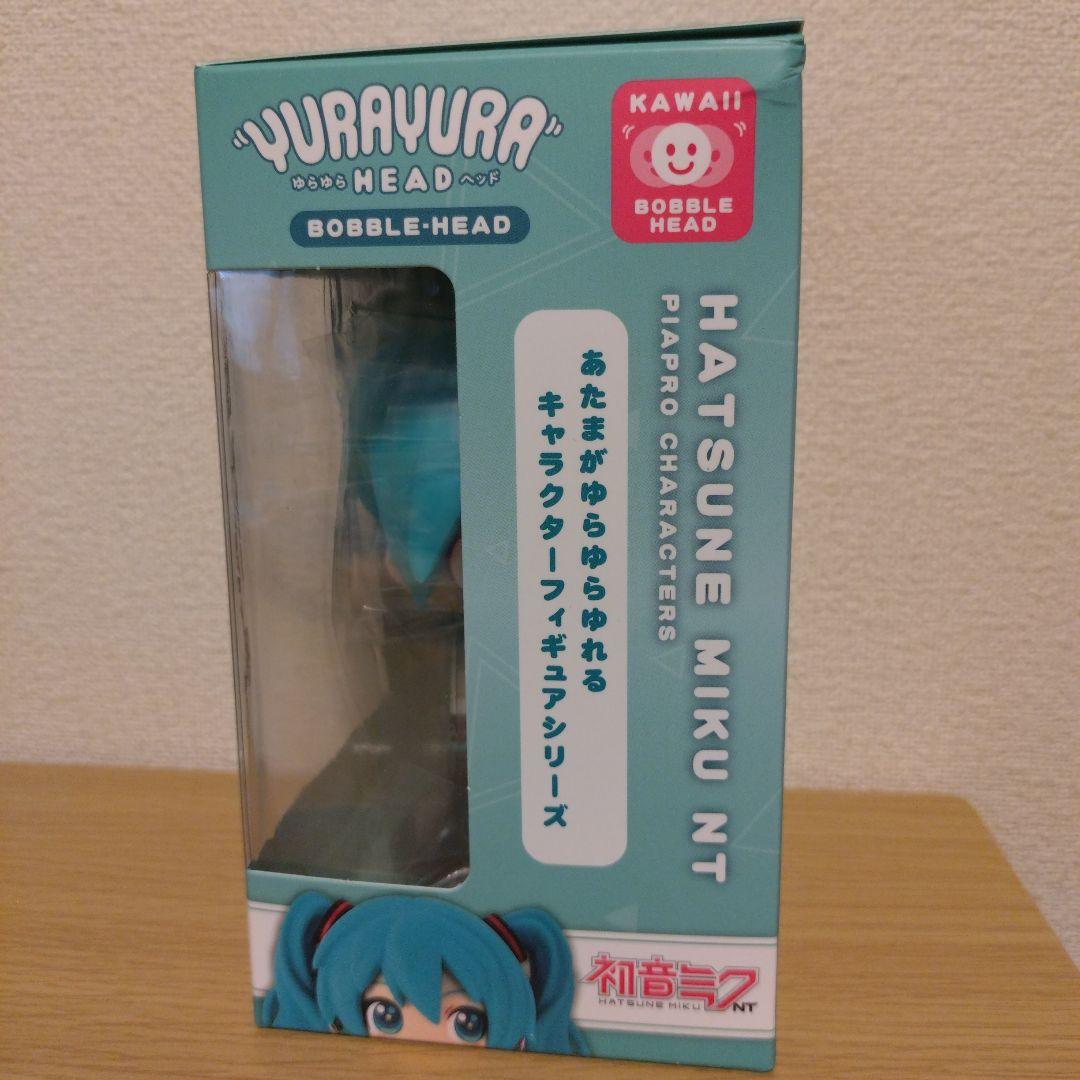 YURAYURA
ゆらゆら HEAD ヘッド
BOBBLE-HEAD
KAWAII
BOBBLE
HEAD
HATSUNE MIKU NT
PIAPRO CHARACTERS
あたまがゆらゆらゆれる
キャラクターフィギュアシリーズ
初音ミク
HATSUNE MIKU NT